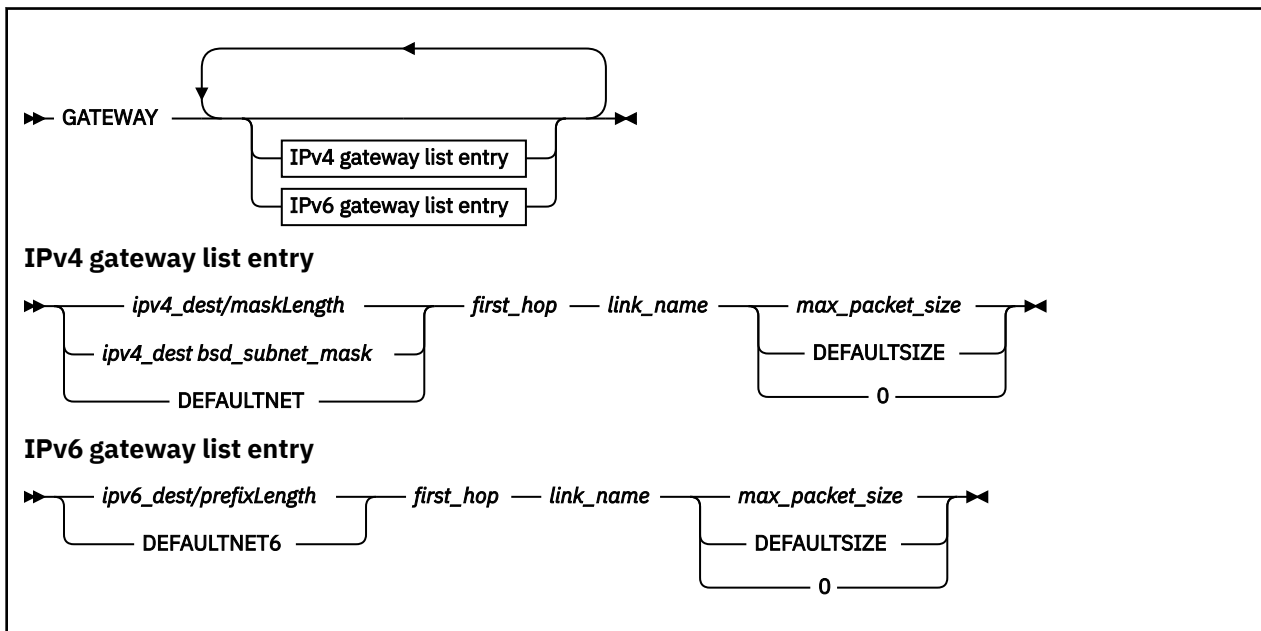 GATEWAY
IPv4 gateway list entry
IPv6 gateway list entry
IPv4 gateway list entry
ipv4_dest/maskLength first_hop link_name max_packet_size
ipv4_dest bsd_subnet_mask DEFAULTSIZE
DEFAULTNET 0
IPv6 gateway list entry
ipv6_dest/prefixLength first_hop link_name max_packet_size
DEFAULTNET6 DEFAULTSIZE
0